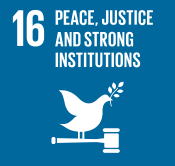 16 PEACE, JUSTICE
AND STRONG
INSTITUTIONS